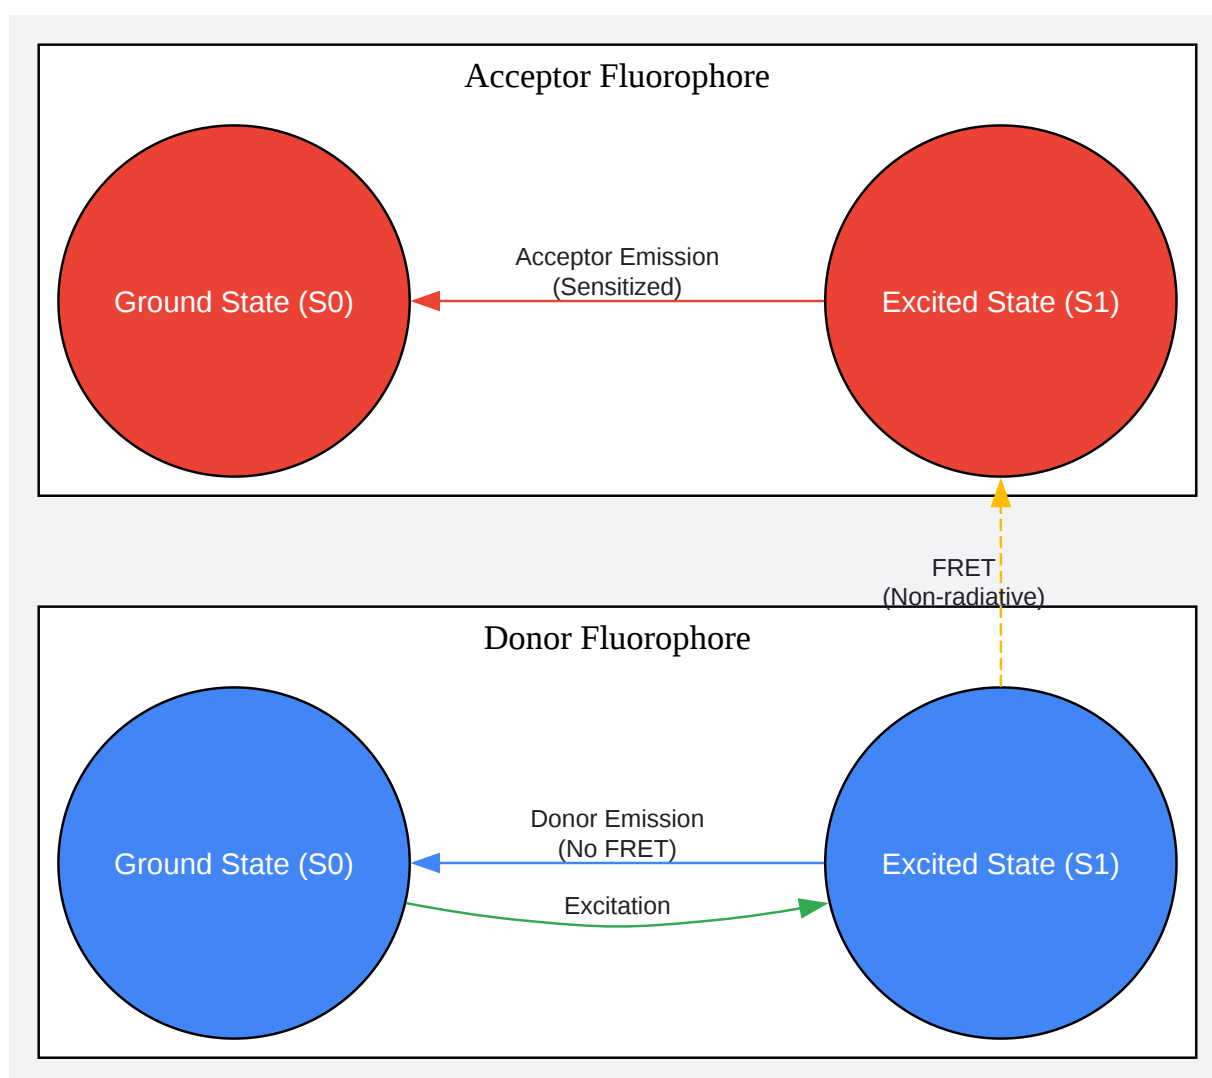 Acceptor Fluorophore
Acceptor Emission
(Sensitized)
Ground State (S0)
Excited State (S1)
FRET
(Non-radiative)
Donor Fluorophore
Donor Emission
(No FRET)
Ground State (S0)
Excited State (S1)
Excitation